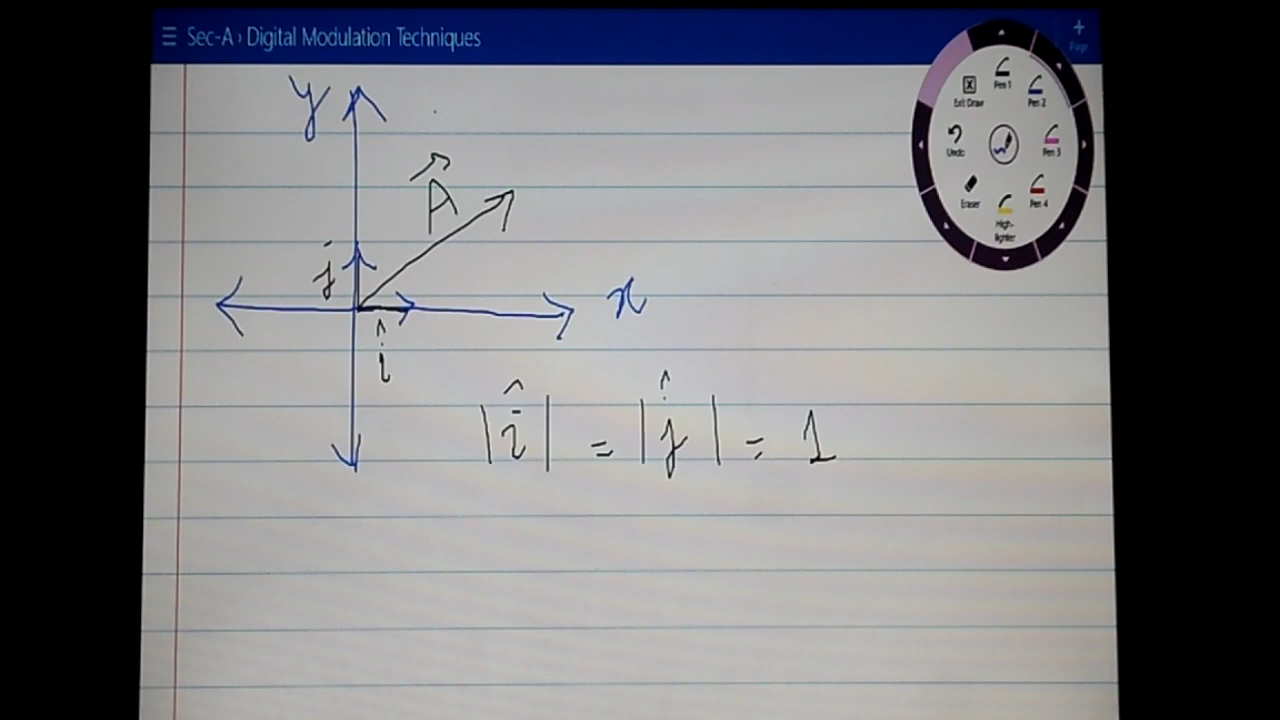 ☰ Sec-A › Digital Modulation Techniques
+
Page
Pen 1
Exit Draw
Pen 2
Undo
Pen 3
Eraser
Pen 4
High-
lighter
y
A⃗
ĵ
x
î
|î| = |ĵ| = 1